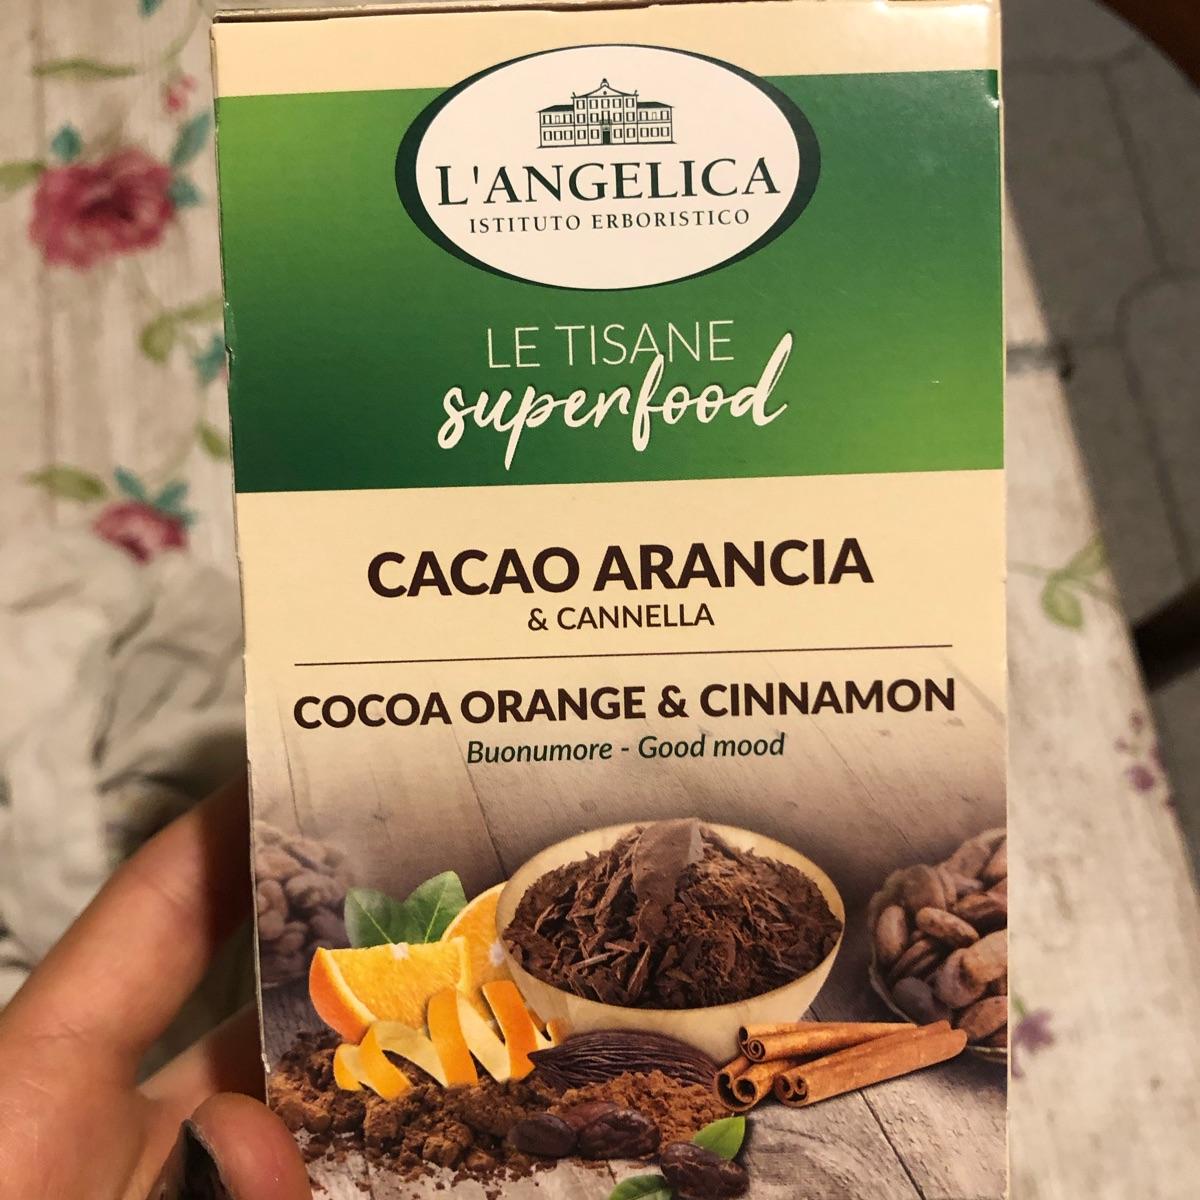 L'ANGELICA
ISTITUTO ERBORISTICO
LE TISANE
superfood
CACAO ARANCIA
& CANNELLA
COCOA ORANGE & CINNAMON
Buonumore - Good mood